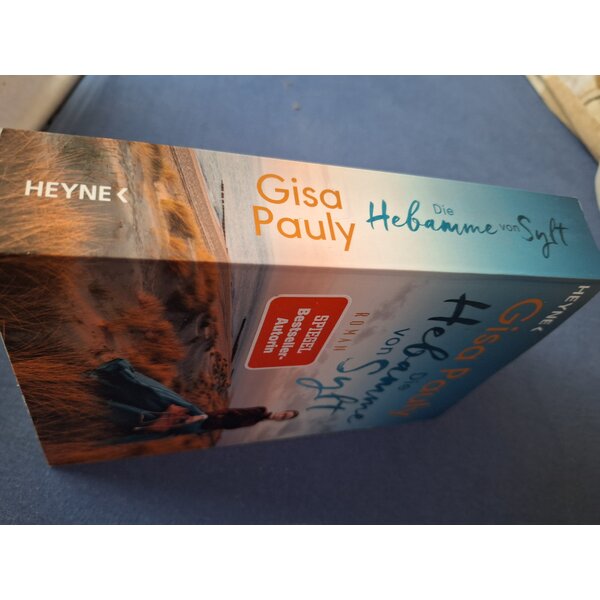 HEYNE
Gisa
Pauly
Die
Hebamme von Sylt
HEYNE
Gisa Pauly
Die
Hebamme
von Sylt
ROMAN
SPIEGEL
Bestseller-
Autorin